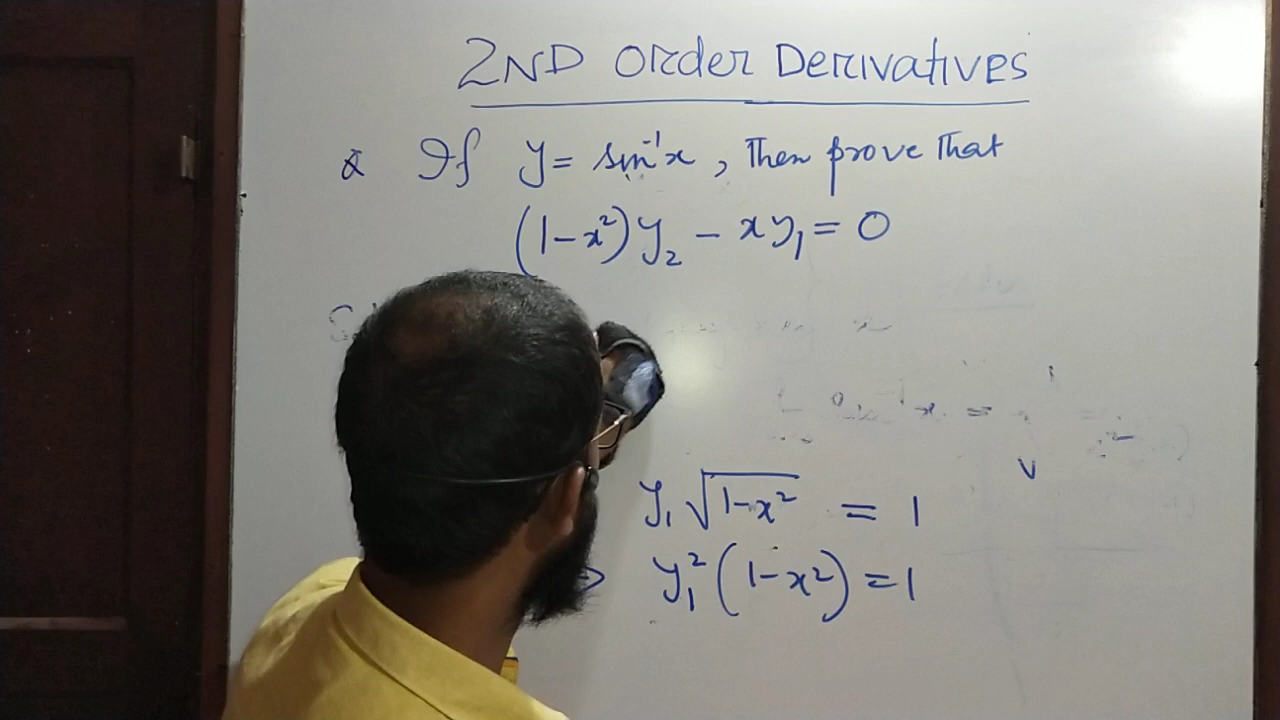 2ND Order Derivatives
If y = sin⁻¹x, then prove that
(1-x²)y₂ - xy₁ = 0
y₁√(1-x²) = 1
y₁²(1-x²) = 1